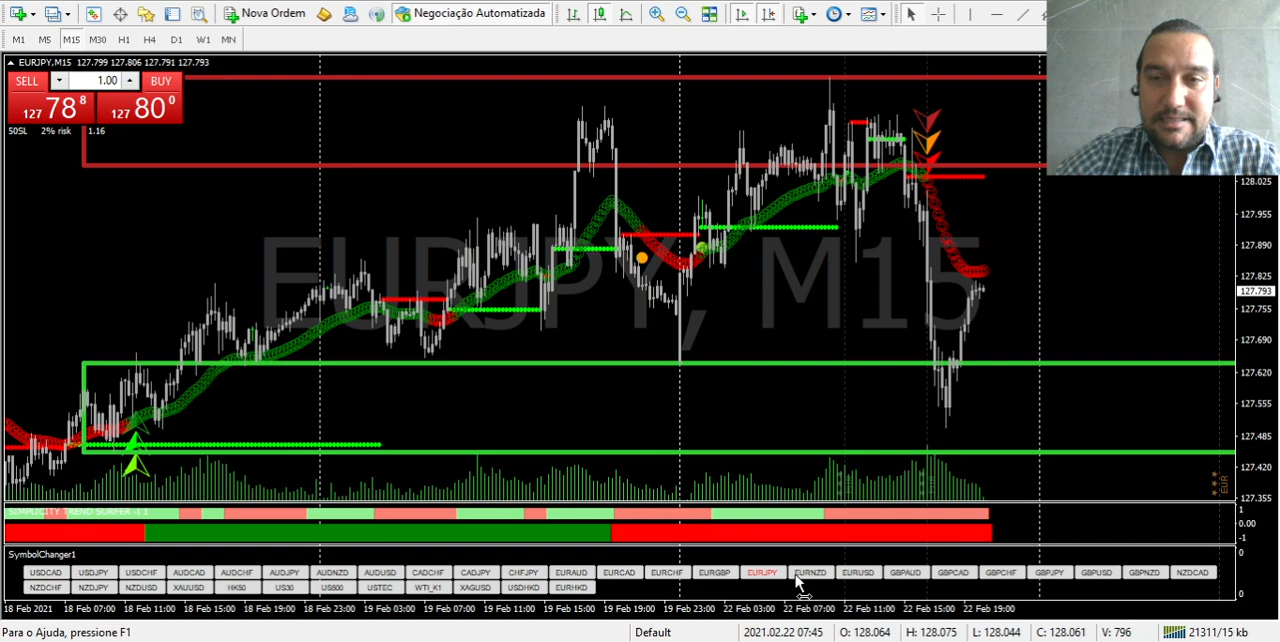 Nova Ordem Negociação Automatizada
M1 M5 M15 M30 H1 H4 D1 W1 MN
EURJPY,M15 127.799 127.806 127.791 127.793
SELL 1.00 BUY
127 78 8 127 80 0
50SL 2% risk 1.16
EURJPY, M15
128.025
127.955
127.890
127.825
127.793
127.755
127.690
127.620
127.555
127.485
127.420
127.355
EUR
SIMPLICITY TREND SURFER -1 1
1
0.00
-1
SymbolChanger1
0
USDCAD USDJPY USDCHF AUDCAD AUDCHF AUDJPY AUDNZD AUDUSD CADCHF CADJPY CHFJPY EURAUD EURCAD EURCHF EURGBP EURJPY EURNZD EURUSD GBPAUD GBPCAD GBPCHF GBPJPY GBPUSD GBPNZD NZDCAD
NZDCHF NZDJPY NZDUSD XAUUSD HK50 US30 US500 USTEC WTI_K1 XAGUSD USDHKD EURHKD
0
18 Feb 2021 18 Feb 07:00 18 Feb 11:00 18 Feb 15:00 18 Feb 19:00 18 Feb 23:00 19 Feb 03:00 19 Feb 07:00 19 Feb 11:00 19 Feb 15:00 19 Feb 19:00 19 Feb 23:00 22 Feb 03:00 22 Feb 07:00 22 Feb 11:00 22 Feb 15:00 22 Feb 19:00
Para o Ajuda, pressione F1 Default 2021.02.22 07:45 O: 128.064 H: 128.075 L: 128.044 C: 128.061 V: 796 21311/15 kb